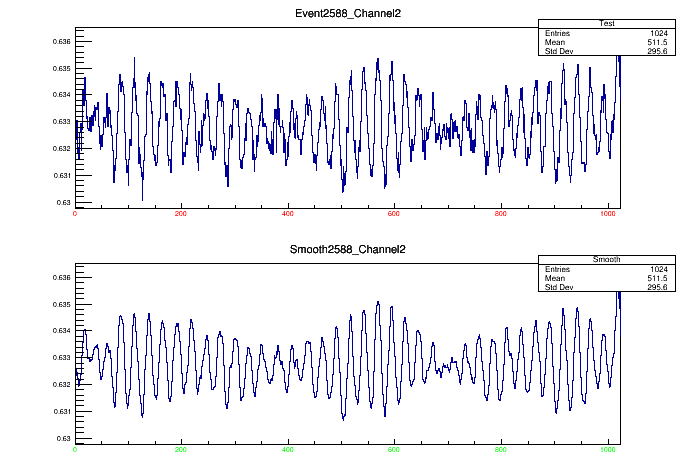 Event2588_Channel2
Test
Entries 1024
Mean 511.5
Std Dev 295.6
0.636
0.635
0.634
0.633
0.632
0.631
0.63
0 200 400 600 800 1000
Smooth2588_Channel2
Smooth
Entries 1024
Mean 511.5
Std Dev 295.6
0.636
0.635
0.634
0.633
0.632
0.631
0.63
0 200 400 600 800 1000